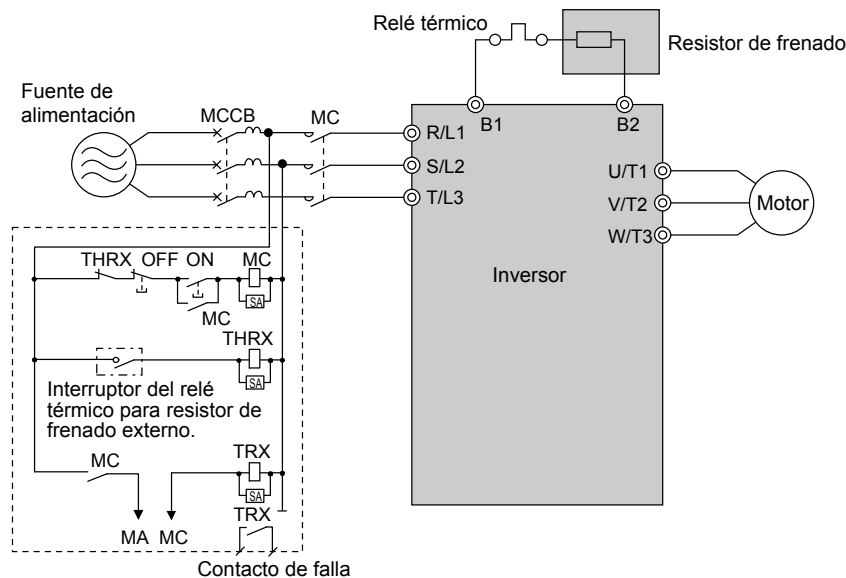 Relé térmico
Resistor de frenado
Fuente de
alimentación
MCCB
MC
B1
B2
R/L1
S/L2
T/L3
U/T1
V/T2
W/T3
Motor
Inversor
THRX OFF ON MC
SA
MC
THRX
SA
Interruptor del relé
térmico para resistor de
frenado externo.
MC
TRX
SA
TRX
MA MC
Contacto de falla